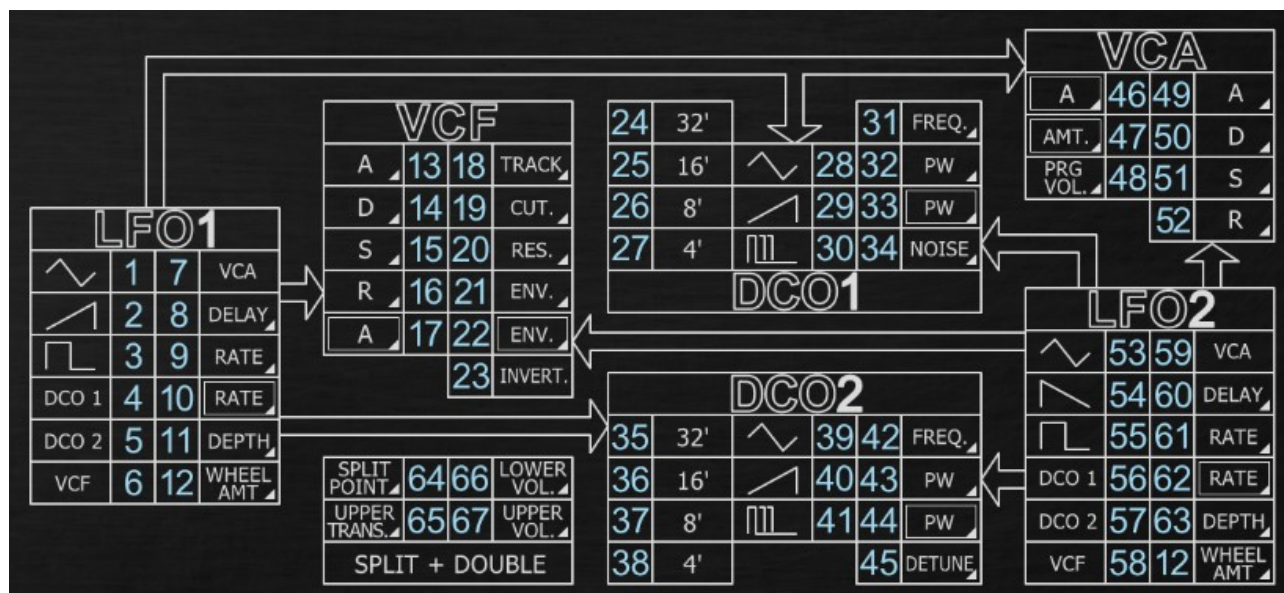 LFO1
1 7 VCA
2 8 DELAY
3 9 RATE
DCO 1 4 10 RATE
DCO 2 5 11 DEPTH
VCF 6 12 WHEEL AMT
VCF
A 13 18 TRACK
D 14 19 CUT.
S 15 20 RES.
R 16 21 ENV.
A 17 22 ENV.
23 INVERT.
SPLIT POINT 64 66 LOWER VOL.
UPPER TRANS. 65 67 UPPER VOL.
SPLIT + DOUBLE
24 32' 31 FREQ.
25 16' 28 32 PW
26 8' 29 33 PW
27 4' 30 34 NOISE
DCO1
DCO2
35 32' 39 42 FREQ.
36 16' 40 43 PW
37 8' 41 44 PW
38 4' 45 DETUNE
VCA
A 46 49 A
AMT. 47 50 D
PRG VOL. 48 51 S
52 R
LFO2
53 59 VCA
54 60 DELAY
55 61 RATE
DCO 1 56 62 RATE
DCO 2 57 63 DEPTH
VCF 58 12 WHEEL AMT